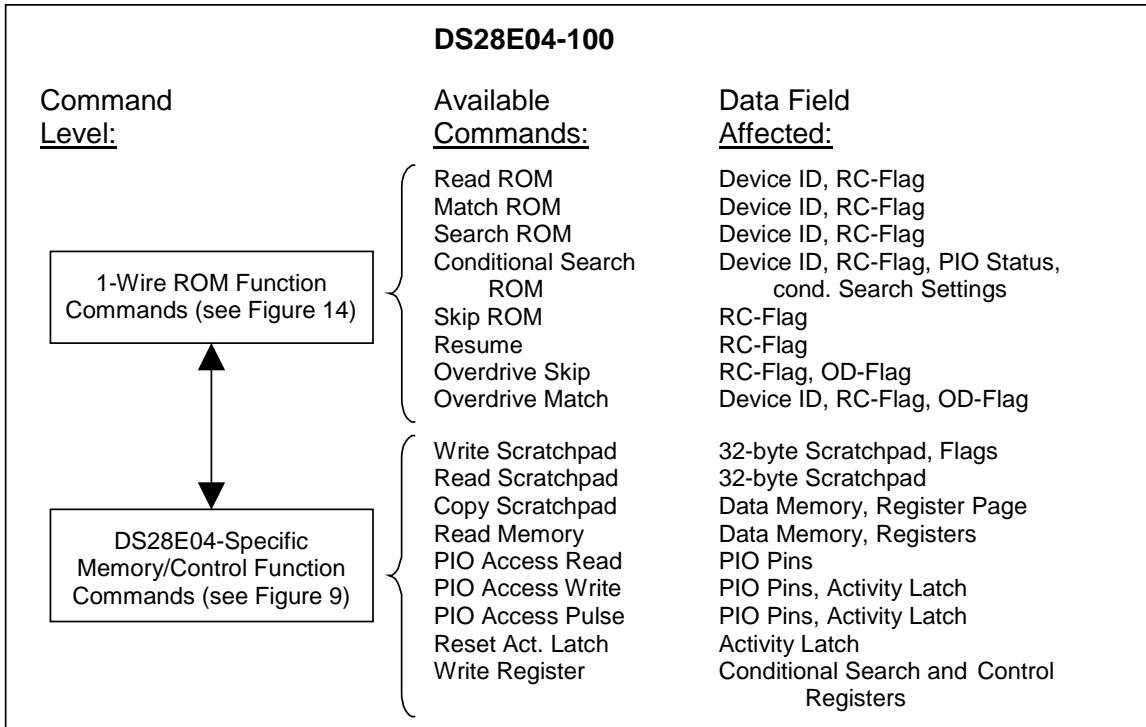 DS28E04-100
Command
Level:
Available
Commands:
Data Field
Affected:
1-Wire ROM Function
Commands (see Figure 14)
Read ROM Device ID, RC-Flag
Match ROM Device ID, RC-Flag
Search ROM Device ID, RC-Flag
Conditional Search Device ID, RC-Flag, PIO Status,
ROM cond. Search Settings
Skip ROM RC-Flag
Resume RC-Flag
Overdrive Skip RC-Flag, OD-Flag
Overdrive Match Device ID, RC-Flag, OD-Flag
DS28E04-Specific
Memory/Control Function
Commands (see Figure 9)
Write Scratchpad 32-byte Scratchpad, Flags
Read Scratchpad 32-byte Scratchpad
Copy Scratchpad Data Memory, Register Page
Read Memory Data Memory, Registers
PIO Access Read PIO Pins
PIO Access Write PIO Pins, Activity Latch
PIO Access Pulse PIO Pins, Activity Latch
Reset Act. Latch Activity Latch
Write Register Conditional Search and Control
Registers